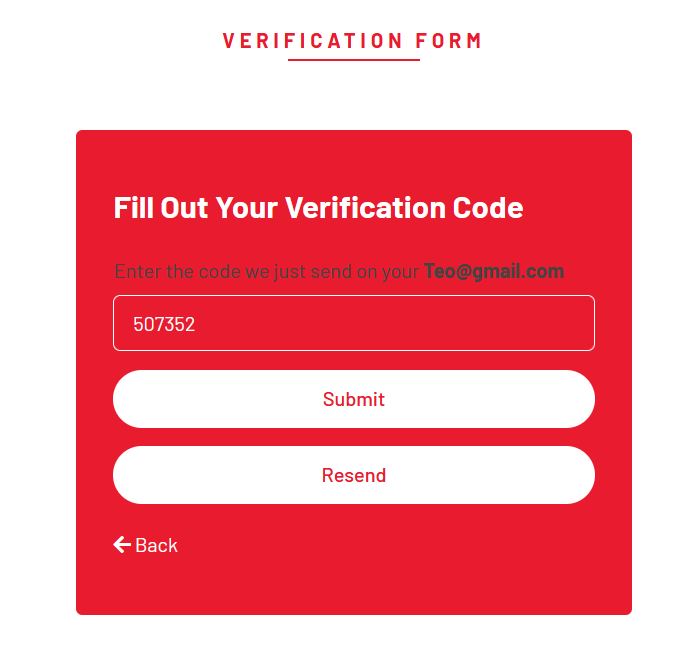 VERIFICATION FORM
Fill Out Your Verification Code
Enter the code we just send on your Teo@gmail.com
507352
Submit
Resend
Back